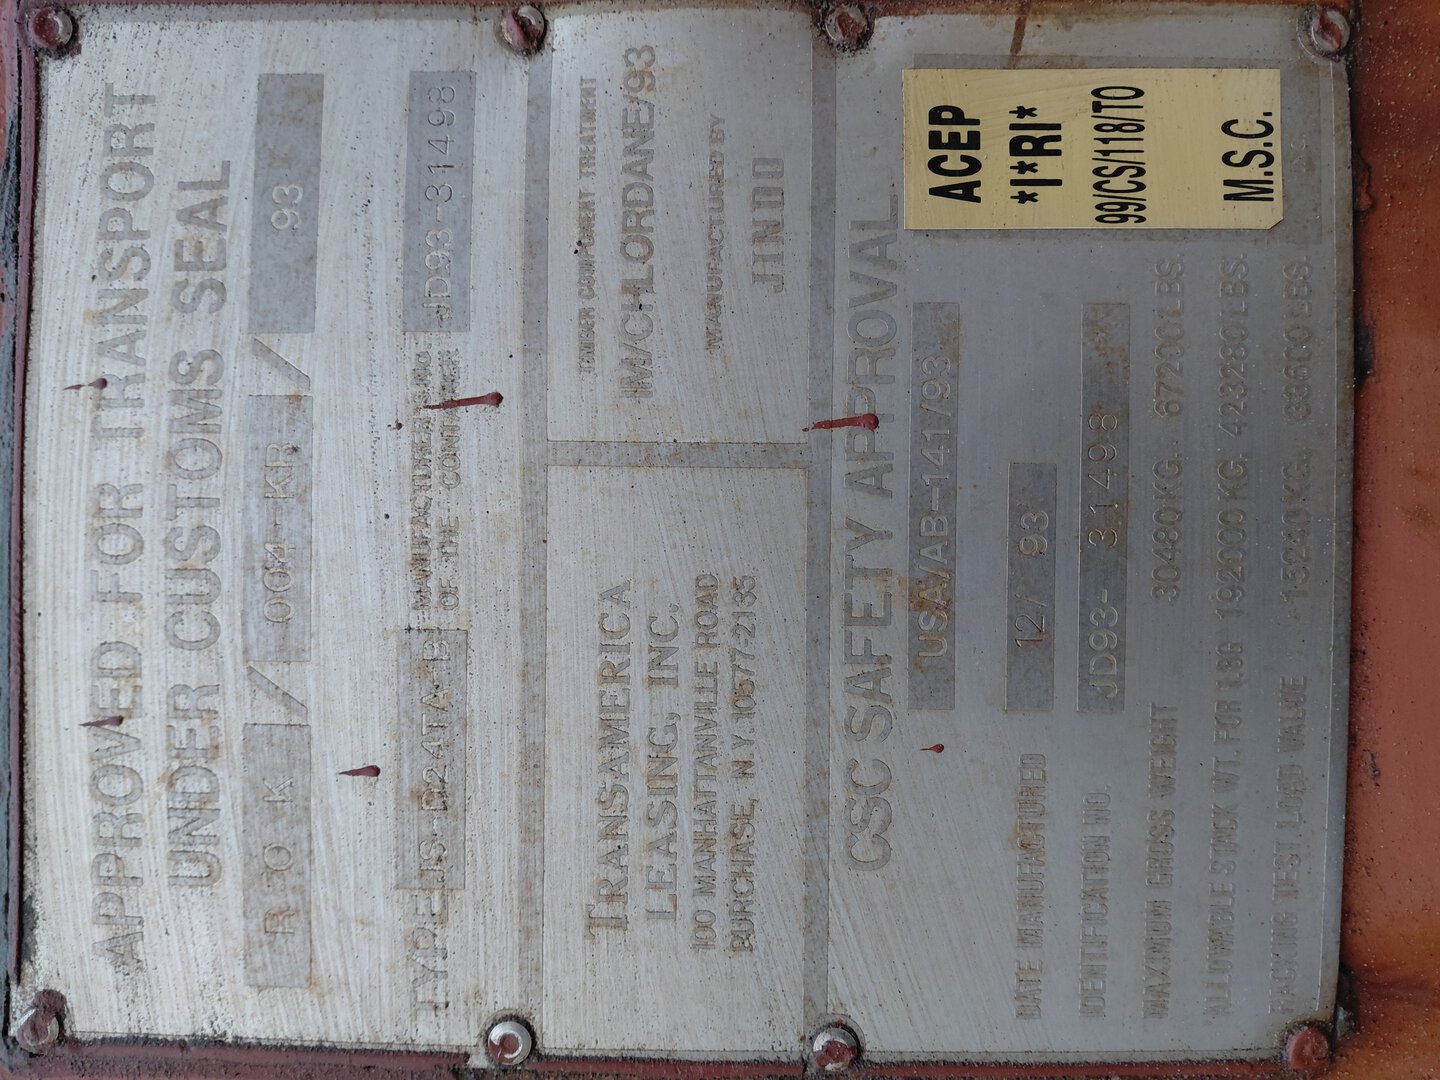 APPROVED FOR TRANSPORT
UNDER CUSTOMS SEAL
ROK / 004-KR / 93
TYPE JS-D24TA-B MANUFACTURERS NO OF THE CONTAINER JD93-31498
TRANSAMERICA
LEASING, INC.
100 MANHATTANVILLE ROAD
PURCHASE, N.Y. 10577-2135
TIMBER COMPONENT TREATMENT
IM/CHLORDANE/93
MANUFACTURED BY
JINDO
CSC SAFETY APPROVAL
USA/AB-141/93
DATE MANUFACTURED 12/ 93
IDENTIFICATION NO. JD93- 31498
MAXIMUM GROSS WEIGHT 30480KG. 67200LBS.
ALLOWABLE STACK WT. FOR 1.8G 192000KG. 423280LBS.
RACKING TEST LOAD VALUE 15240KG. 33600LBS.
ACEP
*I*RI*
99/CS/118/TO
M.S.C.